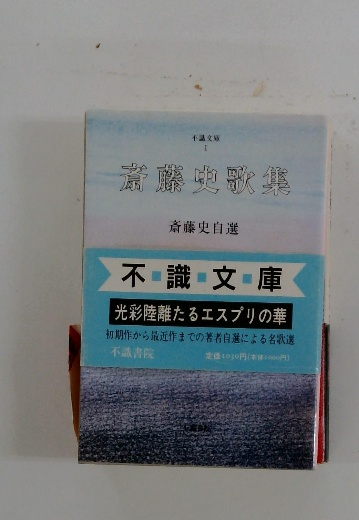 不識文庫
1
斎藤史歌集
斎藤史自選
不識文庫
光彩陸離たるエスプリの華
初期作から最近作までの著者自選による名歌選
不識書院
定価